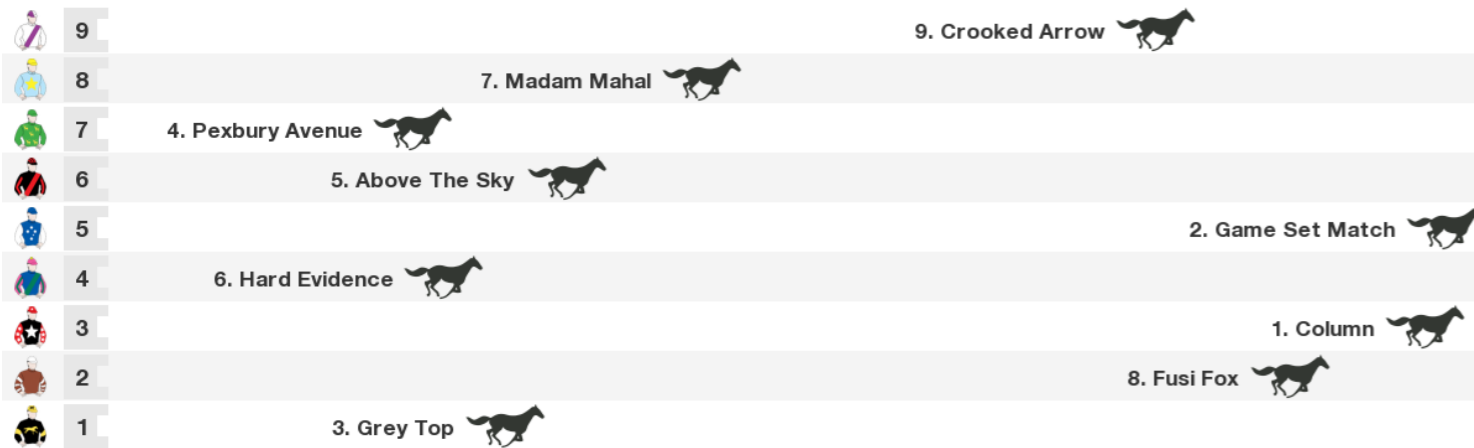 9 9. Crooked Arrow
8 7. Madam Mahal
7 4. Pexbury Avenue
6 5. Above The Sky
5 2. Game Set Match
4 6. Hard Evidence
3 1. Column
2 8. Fusi Fox
1 3. Grey Top